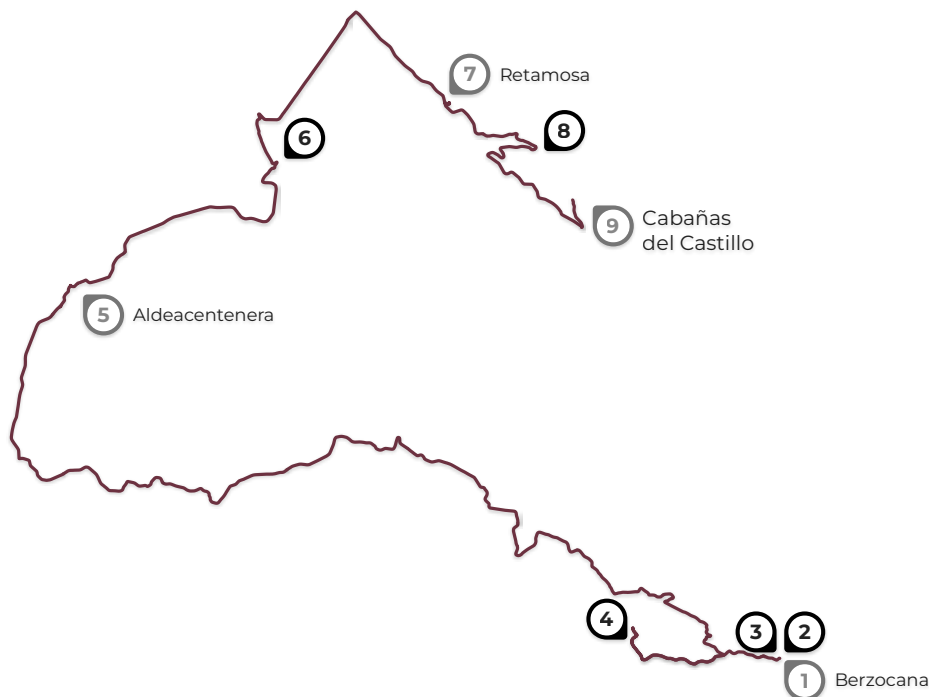 7 Retamosa
6
8
9 Cabañas
del Castillo
5 Aldeacentenera
4
3 2
1 Berzocana